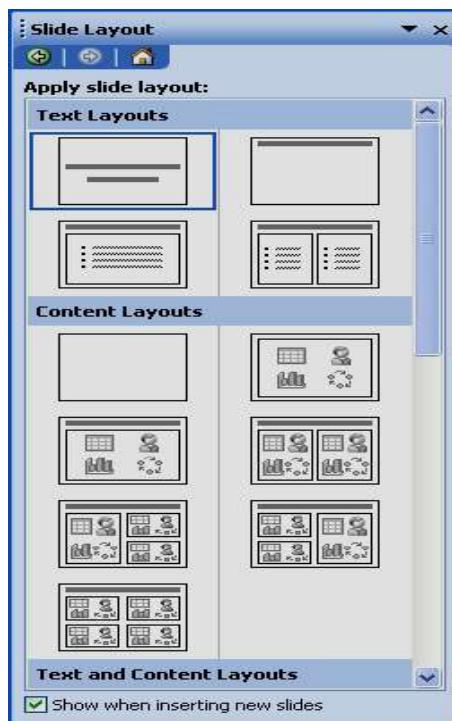 Slide Layout
Apply slide layout:
Text Layouts
Content Layouts
Text and Content Layouts
Show when inserting new slides